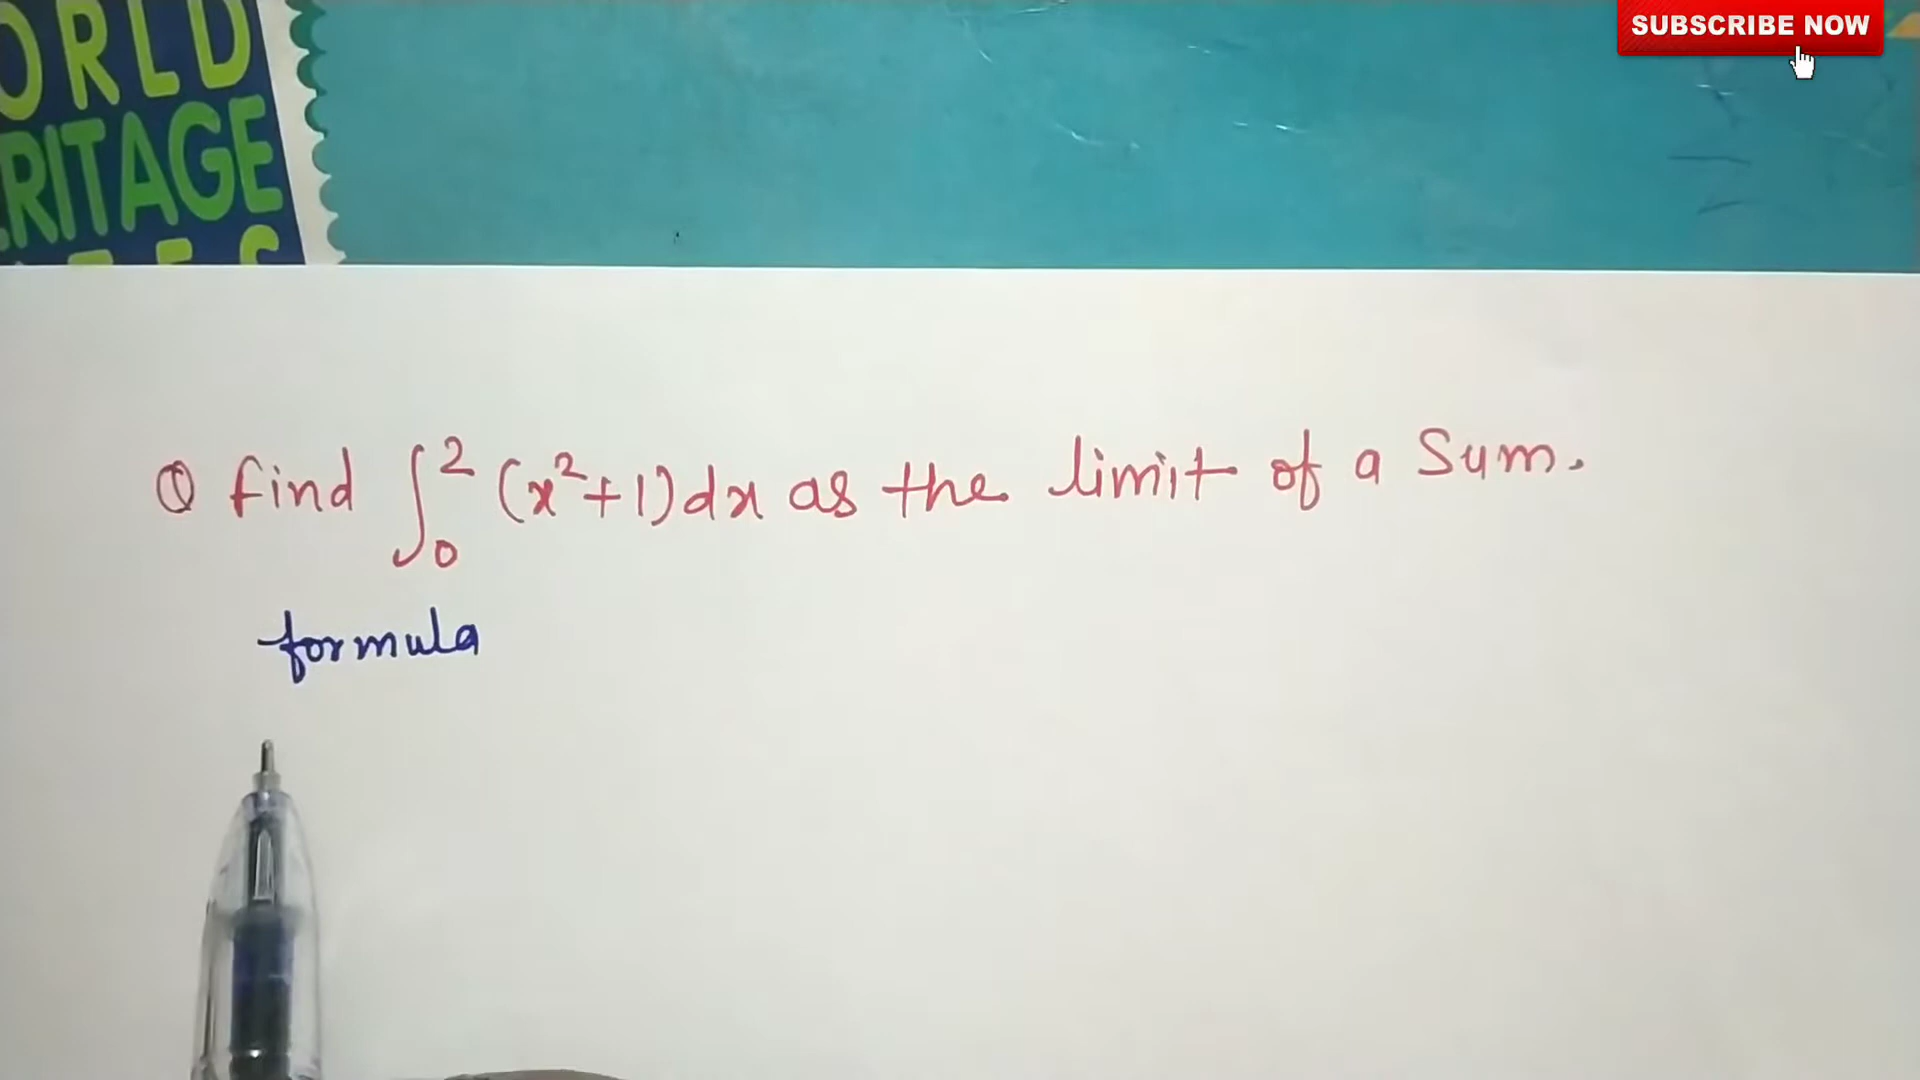 ORLD
RITAGE
SUBSCRIBE NOW
Q find ∫₀² (x²+1)dx as the limit of a Sum.
formula